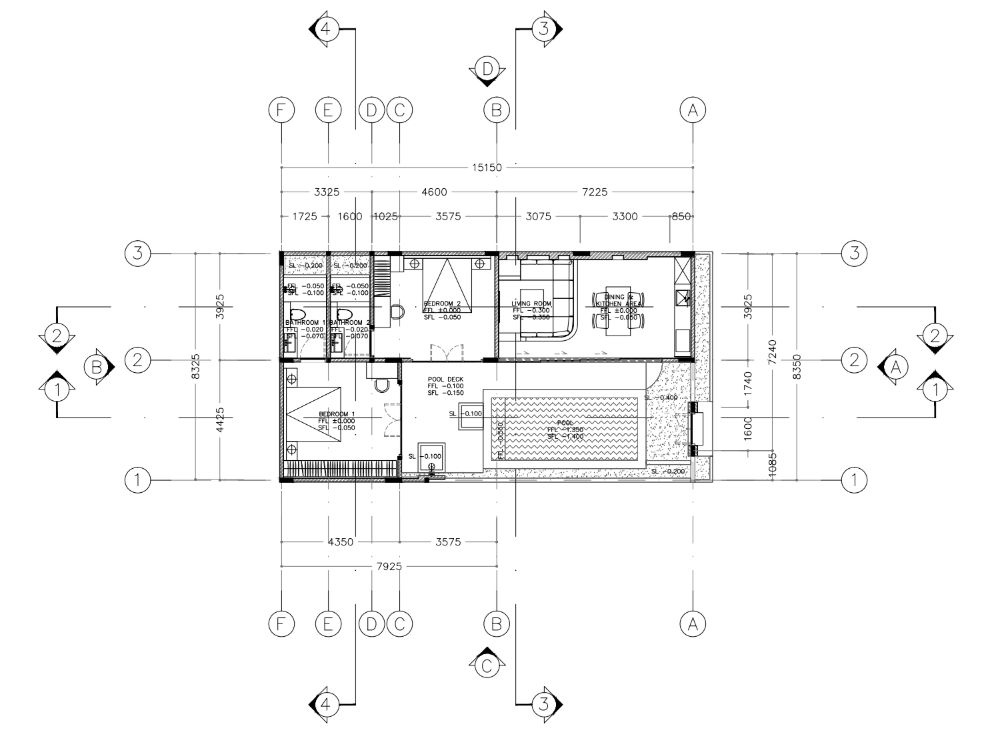 4
3
D
F
E
D
C
B
A
15150
3325
4600
7225
1725
1600
1025
3575
3075
3300
850
3
3
SL -0.200
SL -0.200
FFL -0.050
SFL -0.100
FFL -0.050
SFL -0.100
BATHROOM 1
FFL -0.020
SFL -0.070
BATHROOM 2
FFL -0.020
SFL -0.070
BEDROOM 2
FFL ±0.000
SFL -0.050
LIVING ROOM
FFL -0.300
SFL -0.350
DINING &
KITCHEN AREA
FFL ±0.000
SFL -0.050
3925
8325
4425
3925
7240
8350
1740
1600
1085
2
2
2
2
B
A
1
1
POOL DECK
FFL -0.100
SFL -0.150
SL -0.400
SL -0.100
BEDROOM 1
FFL ±0.000
SFL -0.050
POOL
FFL -1.350
SFL -1.400
SL -0.100
SL -0.200
1
1
4350
3575
7925
F
E
D
C
B
A
C
4
3